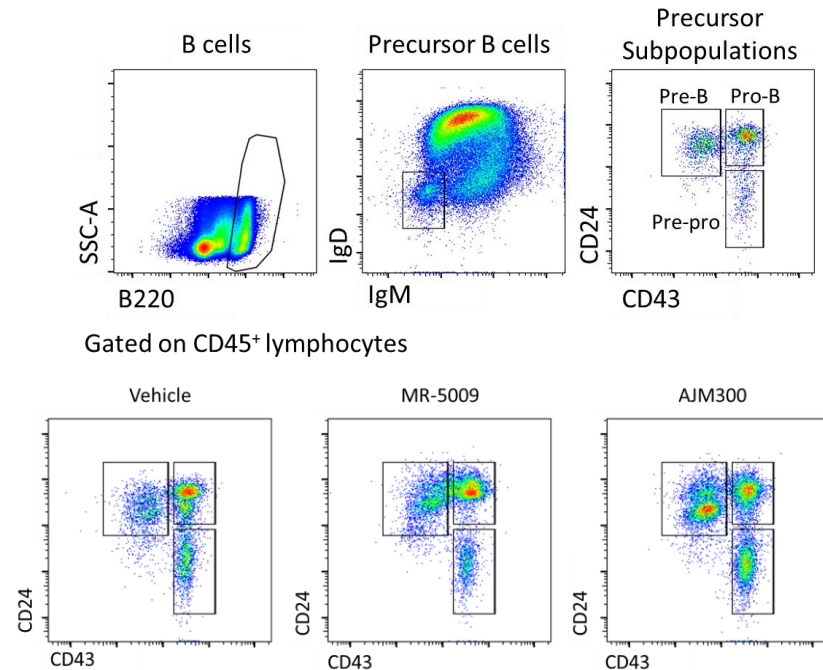 B cells
Precursor B cells
Precursor
Subpopulations
SSC-A
B220
IgD
IgM
Pre-B
Pro-B
Pre-pro
CD24
CD43
Gated on CD45⁺ lymphocytes
Vehicle
MR-5009
AJM300
CD24
CD43
CD24
CD43
CD24
CD43